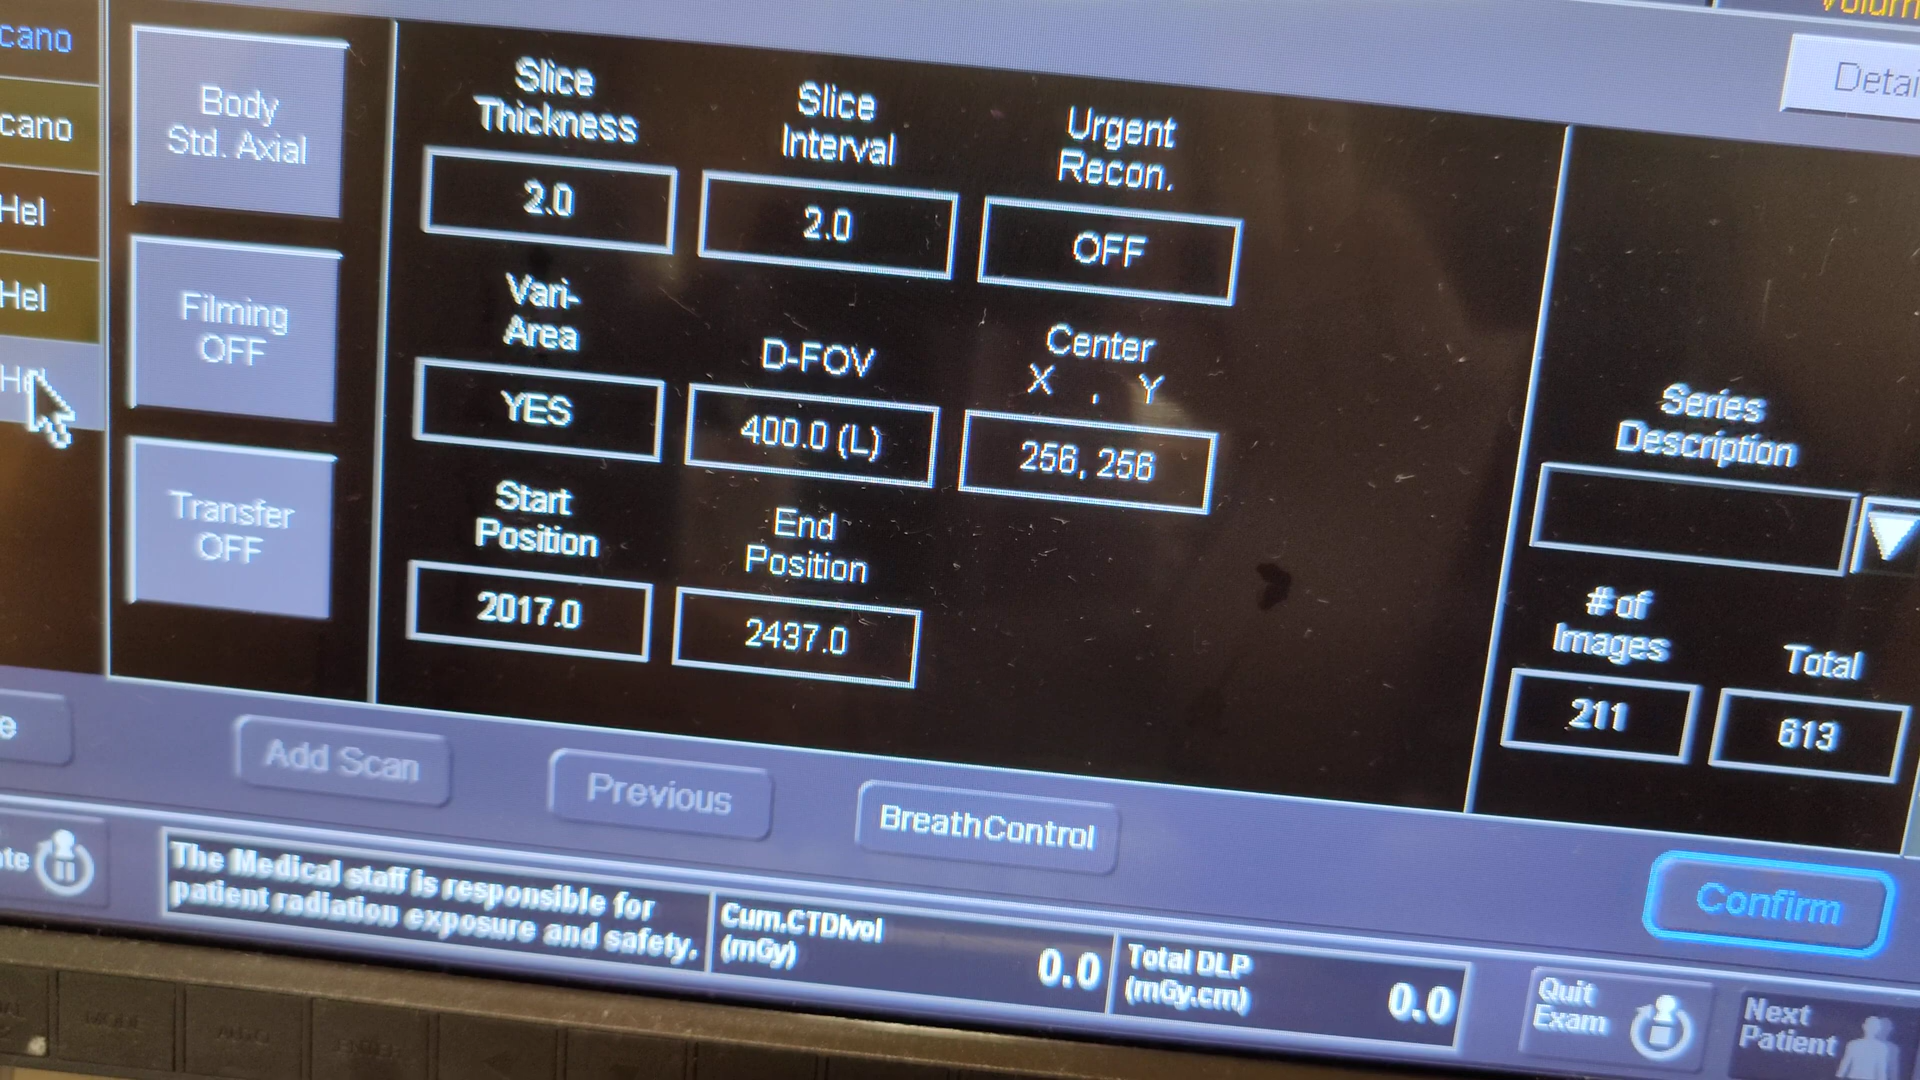 cano
cano
Hel
Hel
Body
Std. Axial
Filming
OFF
Transfer
OFF
Slice
Thickness
2.0
Slice
Interval
2.0
Urgent
Recon.
OFF
Vari-
Area
YES
D-FOV
400.0 (L)
Center
X , Y
256, 256
Start
Position
2017.0
End
Position
2437.0
Detai
Series
Description
# of
Images
211
Total
613
e
Add Scan
Previous
BreathControl
Confirm
The Medical staff is responsible for
patient radiation exposure and safety.
Cum.CTDIvol
(mGy)
0.0
Total DLP
(mGy.cm)
0.0
Quit
Exam
Next
Patient